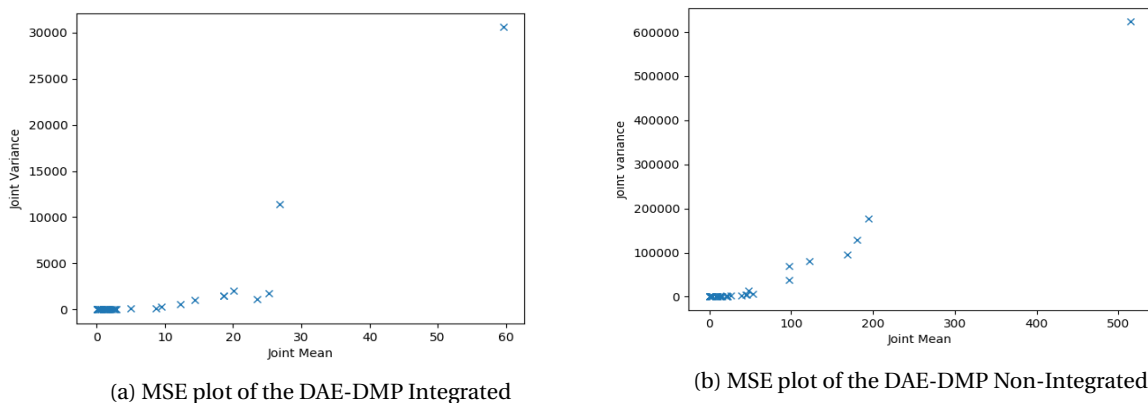 30000
25000
20000
15000
10000
5000
0
Joint Variance
0 10 20 30 40 50 60
Joint Mean
(a) MSE plot of the DAE-DMP Integrated
600000
500000
400000
300000
200000
100000
0
Joint Variance
0 100 200 300 400 500
Joint Mean
(b) MSE plot of the DAE-DMP Non-Integrated